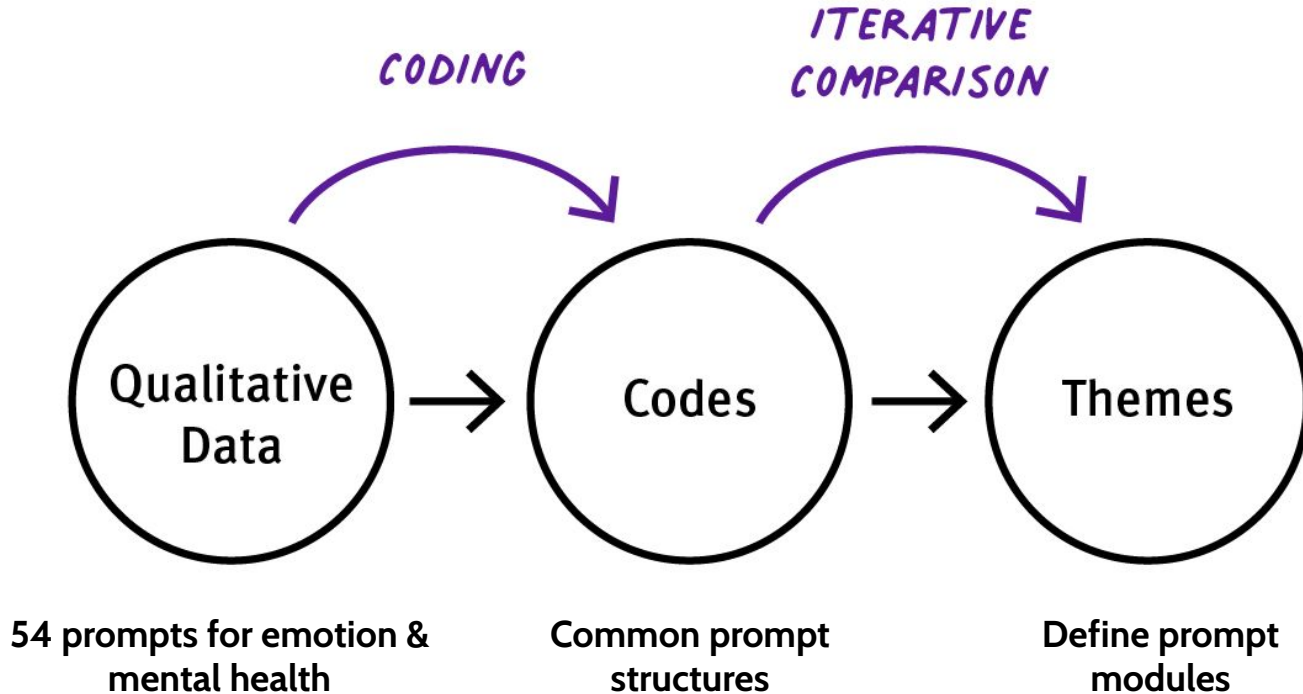 CODING
ITERATIVE
COMPARISON
Qualitative
Data
Codes
Themes
54 prompts for emotion &
mental health
Common prompt
structures
Define prompt
modules